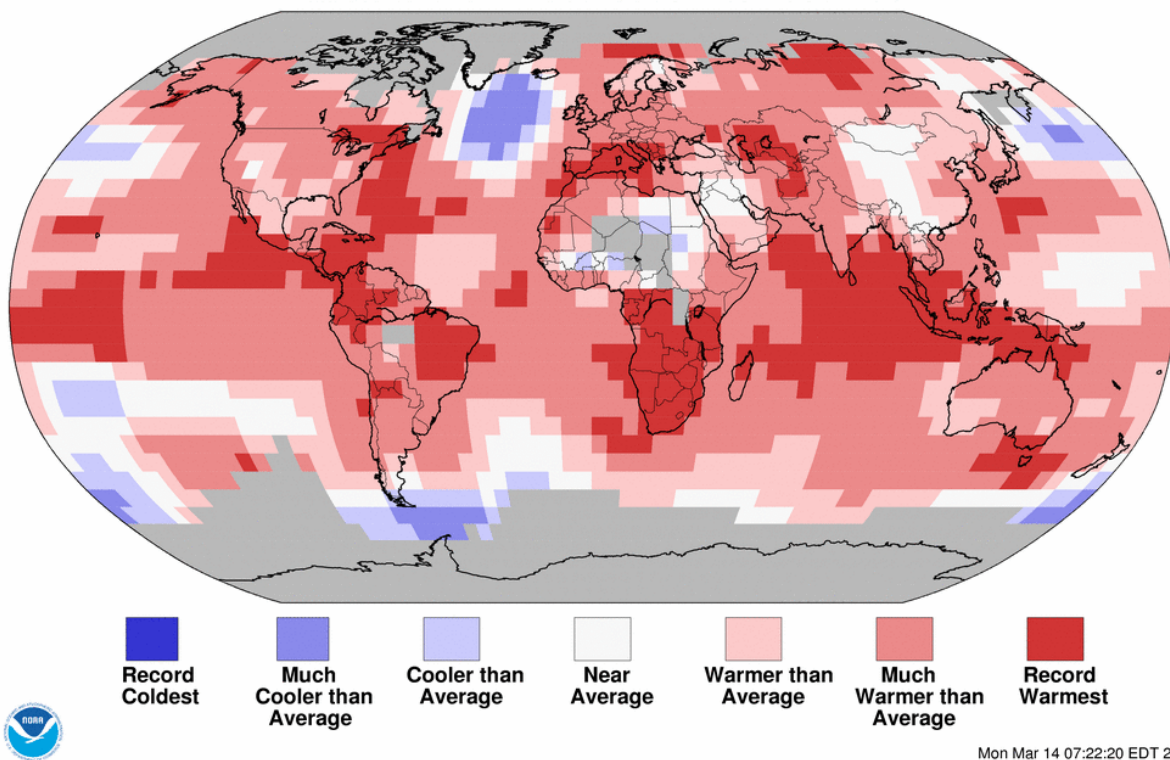 Record
Coldest
Much
Cooler than
Average
Cooler than
Average
Near
Average
Warmer than
Average
Much
Warmer than
Average
Record
Warmest
NOAA
Mon Mar 14 07:22:20 EDT 2